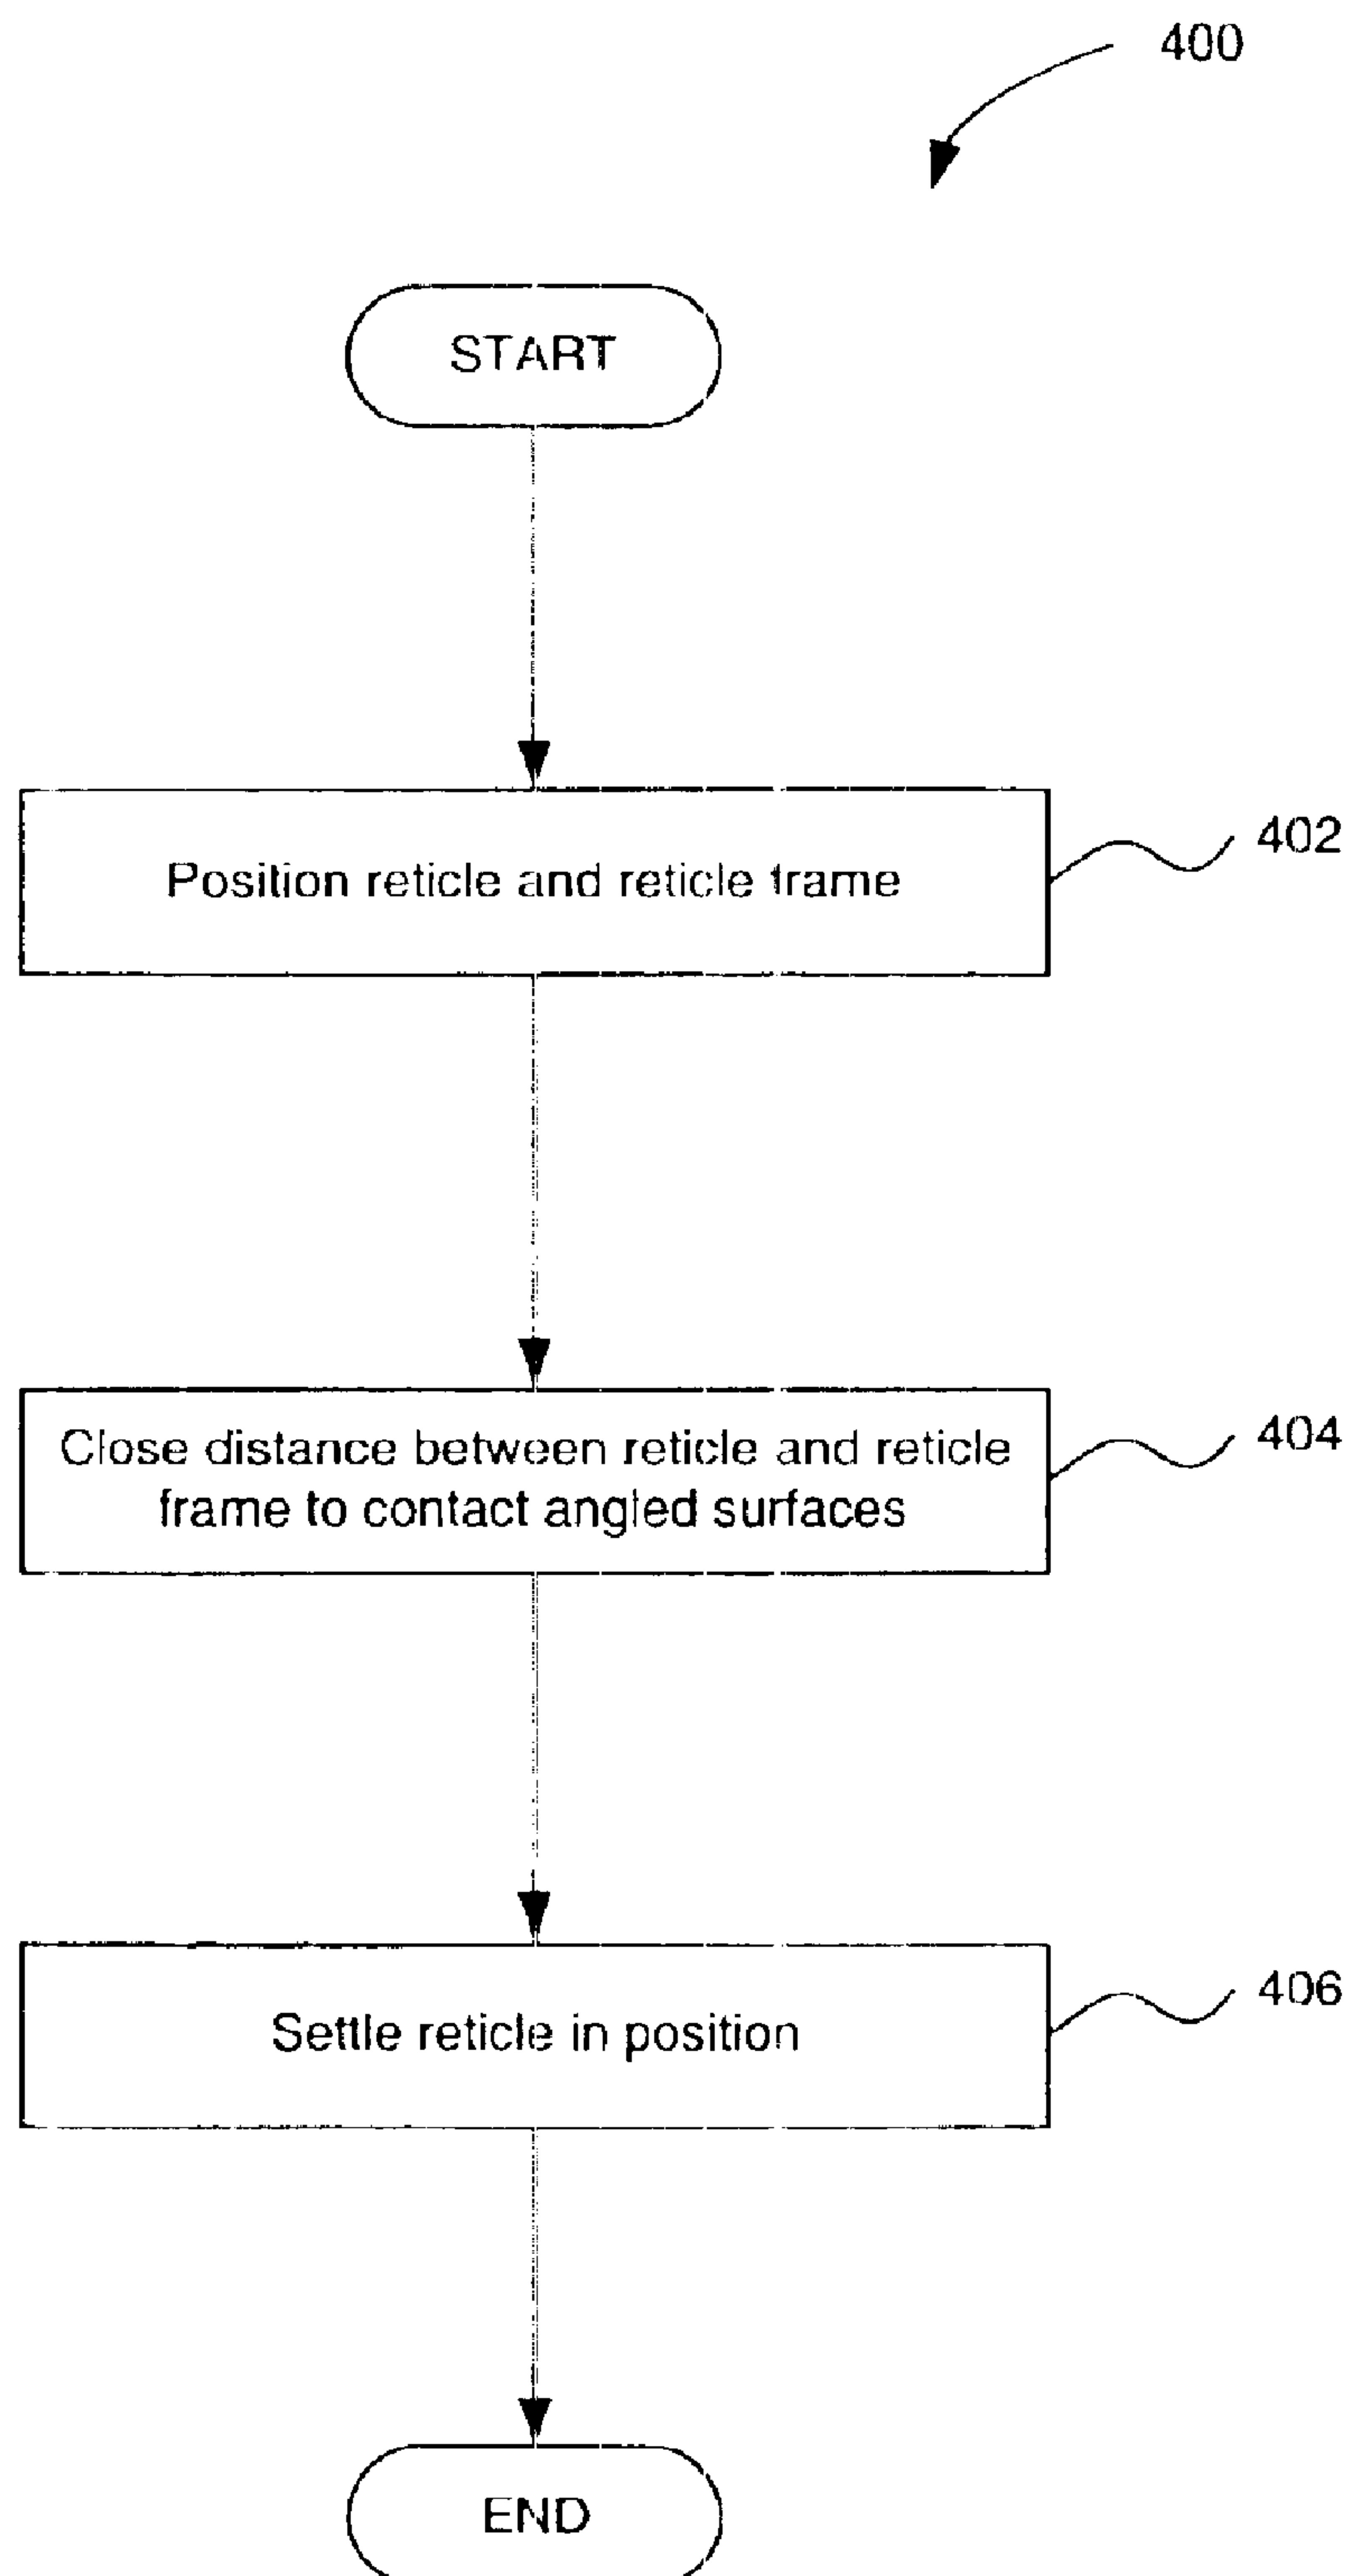 400
START
Position reticle and reticle frame
402
Close distance between reticle and reticle
frame to contact angled surfaces
404
Settle reticle in position
406
END